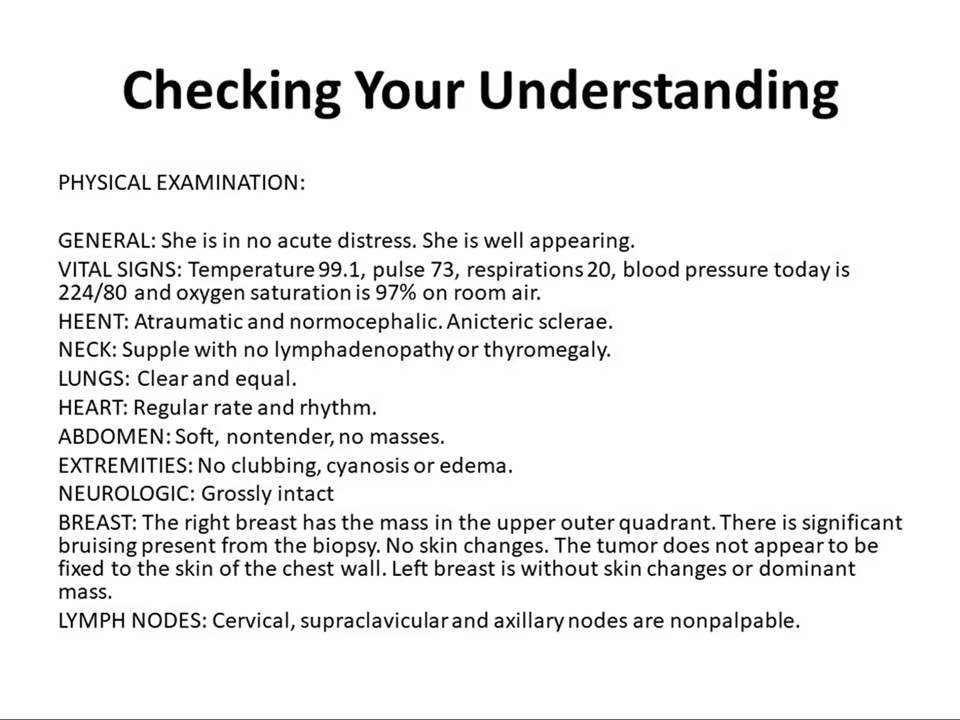 Checking Your Understanding
PHYSICAL EXAMINATION:
GENERAL: She is in no acute distress. She is well appearing.
VITAL SIGNS: Temperature 99.1, pulse 73, respirations 20, blood pressure today is
224/80 and oxygen saturation is 97% on room air.
HEENT: Atraumatic and normocephalic. Anicteric sclerae.
NECK: Supple with no lymphadenopathy or thyromegaly.
LUNGS: Clear and equal.
HEART: Regular rate and rhythm.
ABDOMEN: Soft, nontender, no masses.
EXTREMITIES: No clubbing, cyanosis or edema.
NEUROLOGIC: Grossly intact
BREAST: The right breast has the mass in the upper outer quadrant. There is significant
bruising present from the biopsy. No skin changes. The tumor does not appear to be
fixed to the skin of the chest wall. Left breast is without skin changes or dominant
mass.
LYMPH NODES: Cervical, supraclavicular and axillary nodes are nonpalpable.